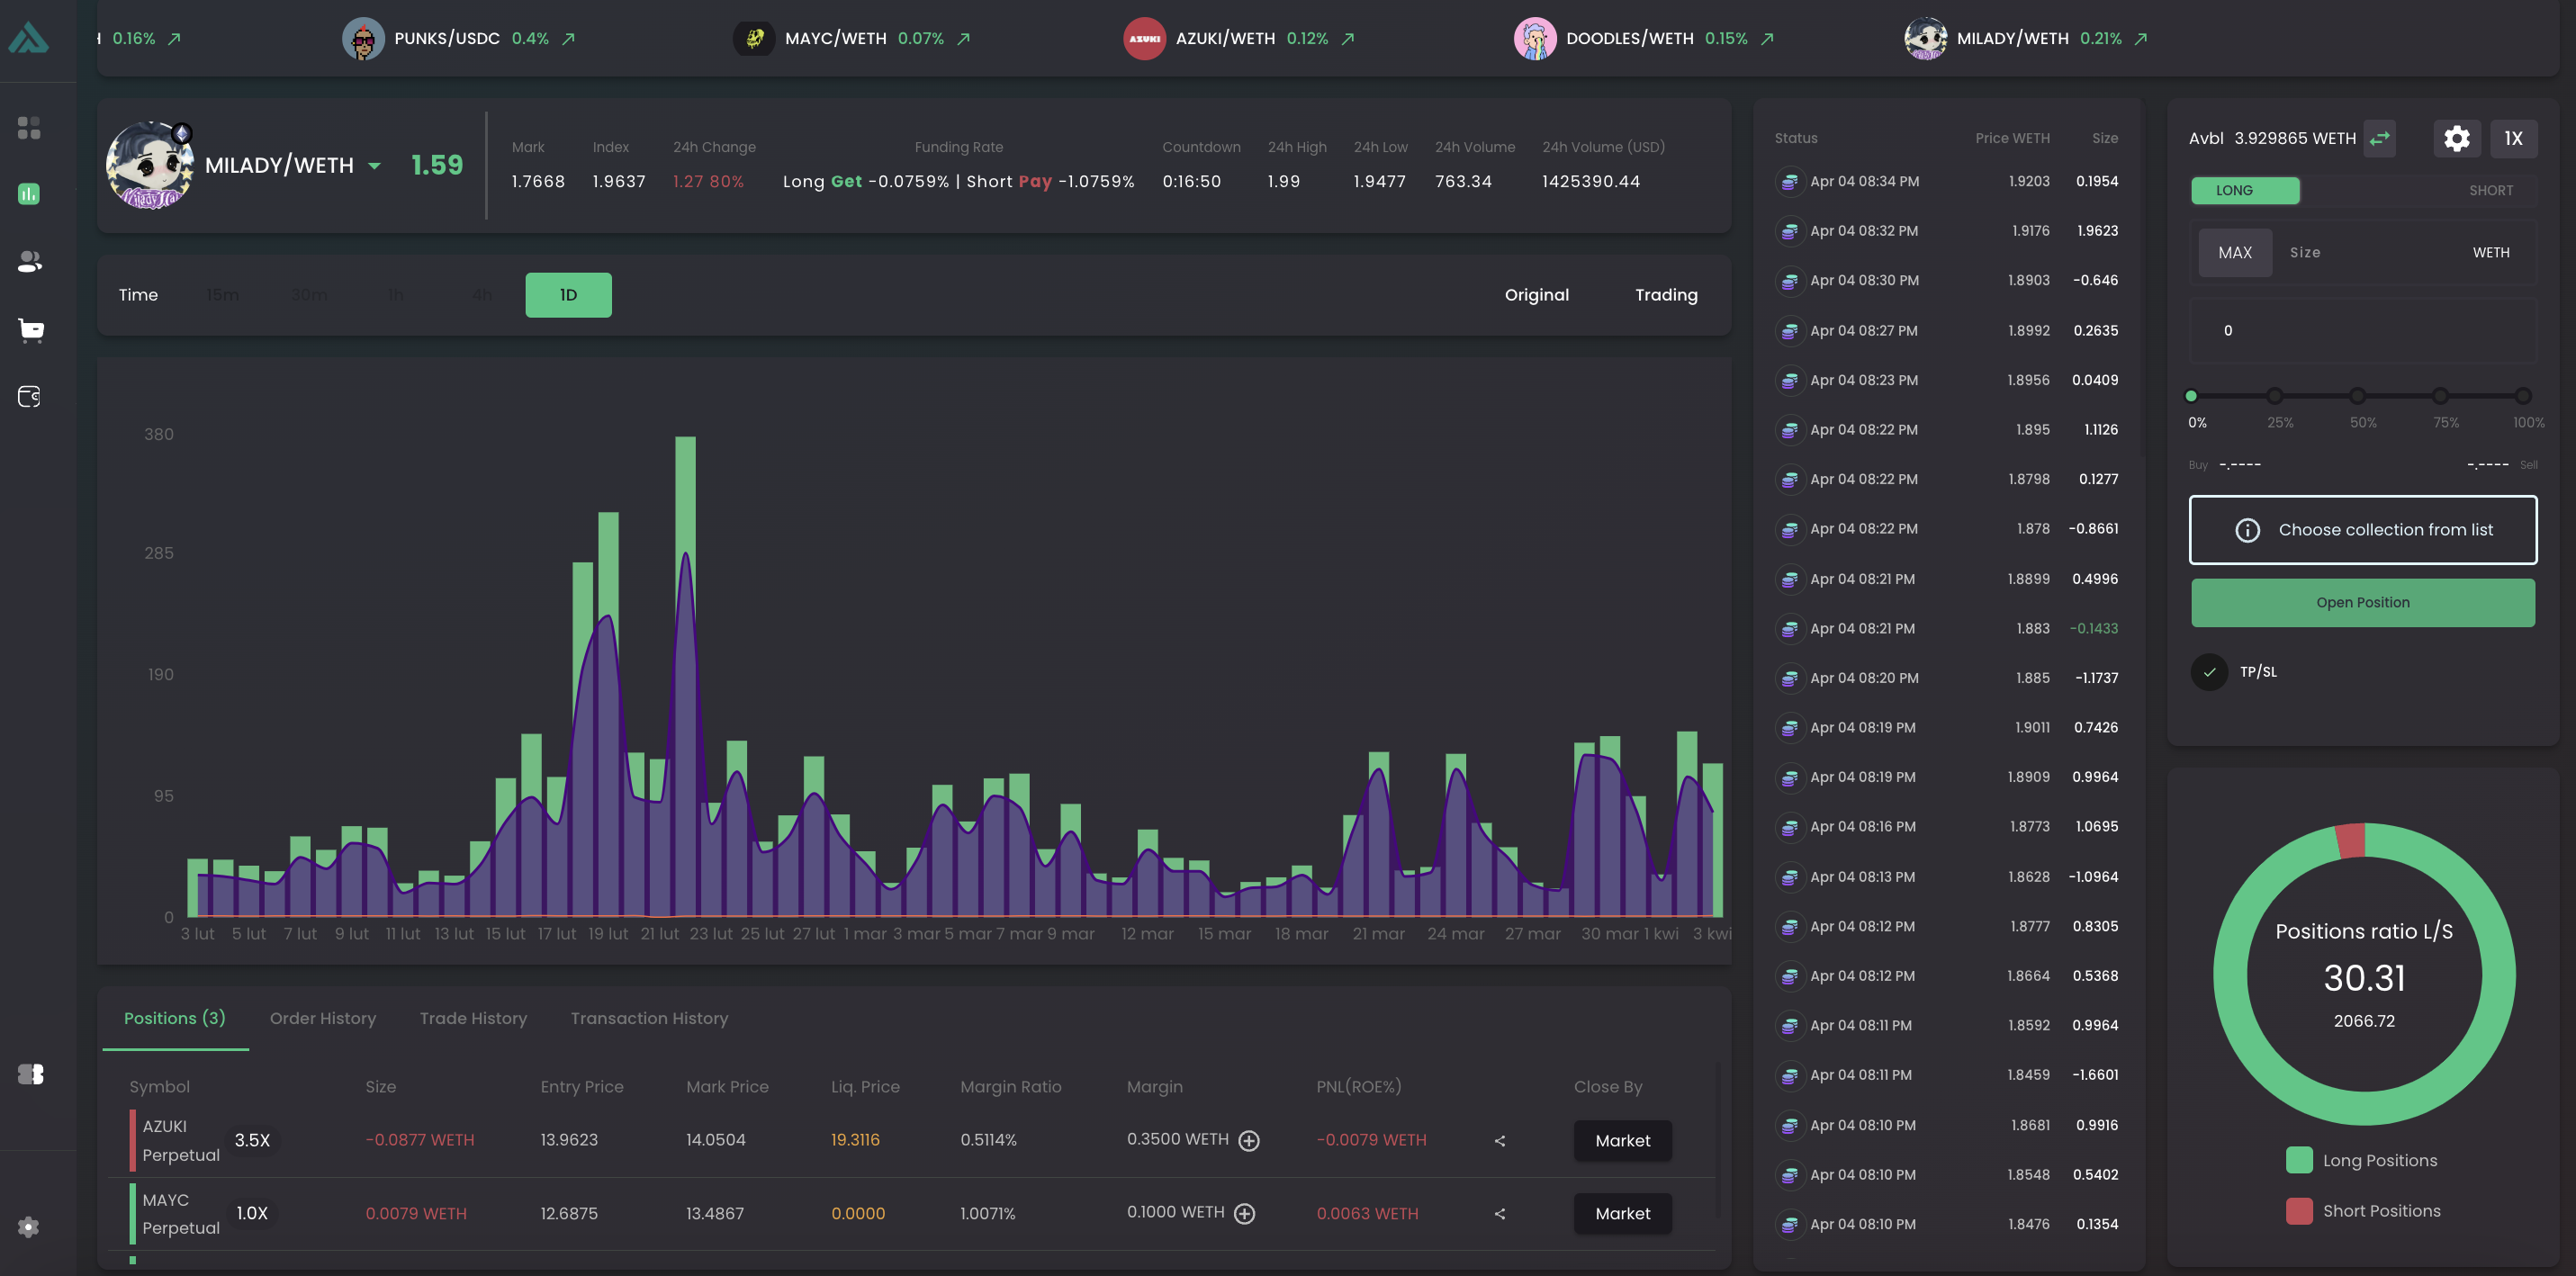 H 0.16%
PUNKS/USDC 0.4%
MAYC/WETH 0.07%
AZUKI
AZUKI/WETH 0.12%
DOODLES/WETH 0.15%
MILADY/WETH 0.21%
MILADY/WETH 1.59
Mark Index 24h Change Funding Rate Countdown 24h High 24h Low 24h Volume 24h Volume (USD)
1.7668 1.9637 1.27 80% Long Get -0.0759% | Short Pay -1.0759% 0:16:50 1.99 1.9477 763.34 1425390.44
Time 15m 30m 1h 4h 1D Original Trading
380
285
190
95
0
3 lut 5 lut 7 lut 9 lut 11 lut 13 lut 15 lut 17 lut 19 lut 21 lut 23 lut 25 lut 27 lut 1 mar 3 mar 5 mar 7 mar 9 mar 12 mar 15 mar 18 mar 21 mar 24 mar 27 mar 30 mar 1 kwi 3 kwi
Positions (3) Order History Trade History Transaction History
Symbol Size Entry Price Mark Price Liq. Price Margin Ratio Margin PNL(ROE%) Close By
AZUKI
Perpetual 3.5X -0.0877 WETH 13.9623 14.0504 19.3116 0.5114% 0.3500 WETH -0.0079 WETH Market
MAYC
Perpetual 1.0X 0.0079 WETH 12.6875 13.4867 0.0000 1.0071% 0.1000 WETH 0.0063 WETH Market
Status Price WETH Size
Apr 04 08:34 PM 1.9203 0.1954
Apr 04 08:32 PM 1.9176 1.9623
Apr 04 08:30 PM 1.8903 -0.646
Apr 04 08:27 PM 1.8992 0.2635
Apr 04 08:23 PM 1.8956 0.0409
Apr 04 08:22 PM 1.895 1.1126
Apr 04 08:22 PM 1.8798 0.1277
Apr 04 08:22 PM 1.878 -0.8661
Apr 04 08:21 PM 1.8899 0.4996
Apr 04 08:21 PM 1.883 -0.1433
Apr 04 08:20 PM 1.885 -1.1737
Apr 04 08:19 PM 1.9011 0.7426
Apr 04 08:19 PM 1.8909 0.9964
Apr 04 08:16 PM 1.8773 1.0695
Apr 04 08:13 PM 1.8628 -1.0964
Apr 04 08:12 PM 1.8777 0.8305
Apr 04 08:12 PM 1.8664 0.5368
Apr 04 08:11 PM 1.8592 0.9964
Apr 04 08:11 PM 1.8459 -1.6601
Apr 04 08:10 PM 1.8681 0.9916
Apr 04 08:10 PM 1.8548 0.5402
Apr 04 08:10 PM 1.8476 0.1354
Avbl 3.929865 WETH 1X
LONG SHORT
MAX Size WETH
0
0% 25% 50% 75% 100%
Buy -.---- -.---- Sell
Choose collection from list
Open Position
TP/SL
Positions ratio L/S
30.31
2066.72
Long Positions
Short Positions